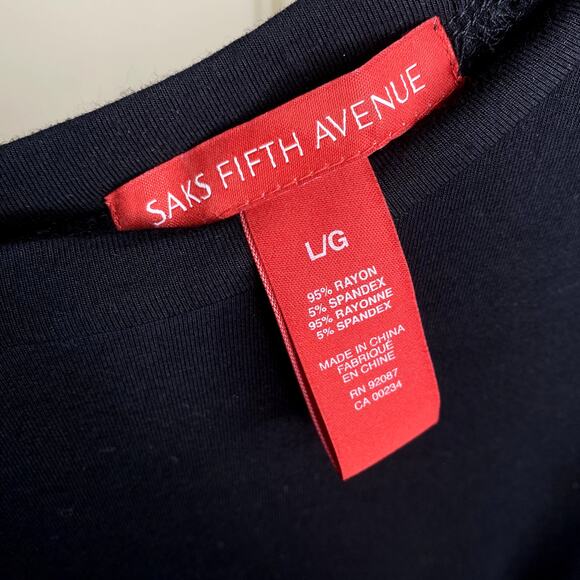 SAKS FIFTH AVENUE
L/G
95% RAYON
5% SPANDEX
95% RAYONNE
5% SPANDEX
MADE IN CHINA
FABRIQUÉ
EN CHINE
RN 92087
CA 00234